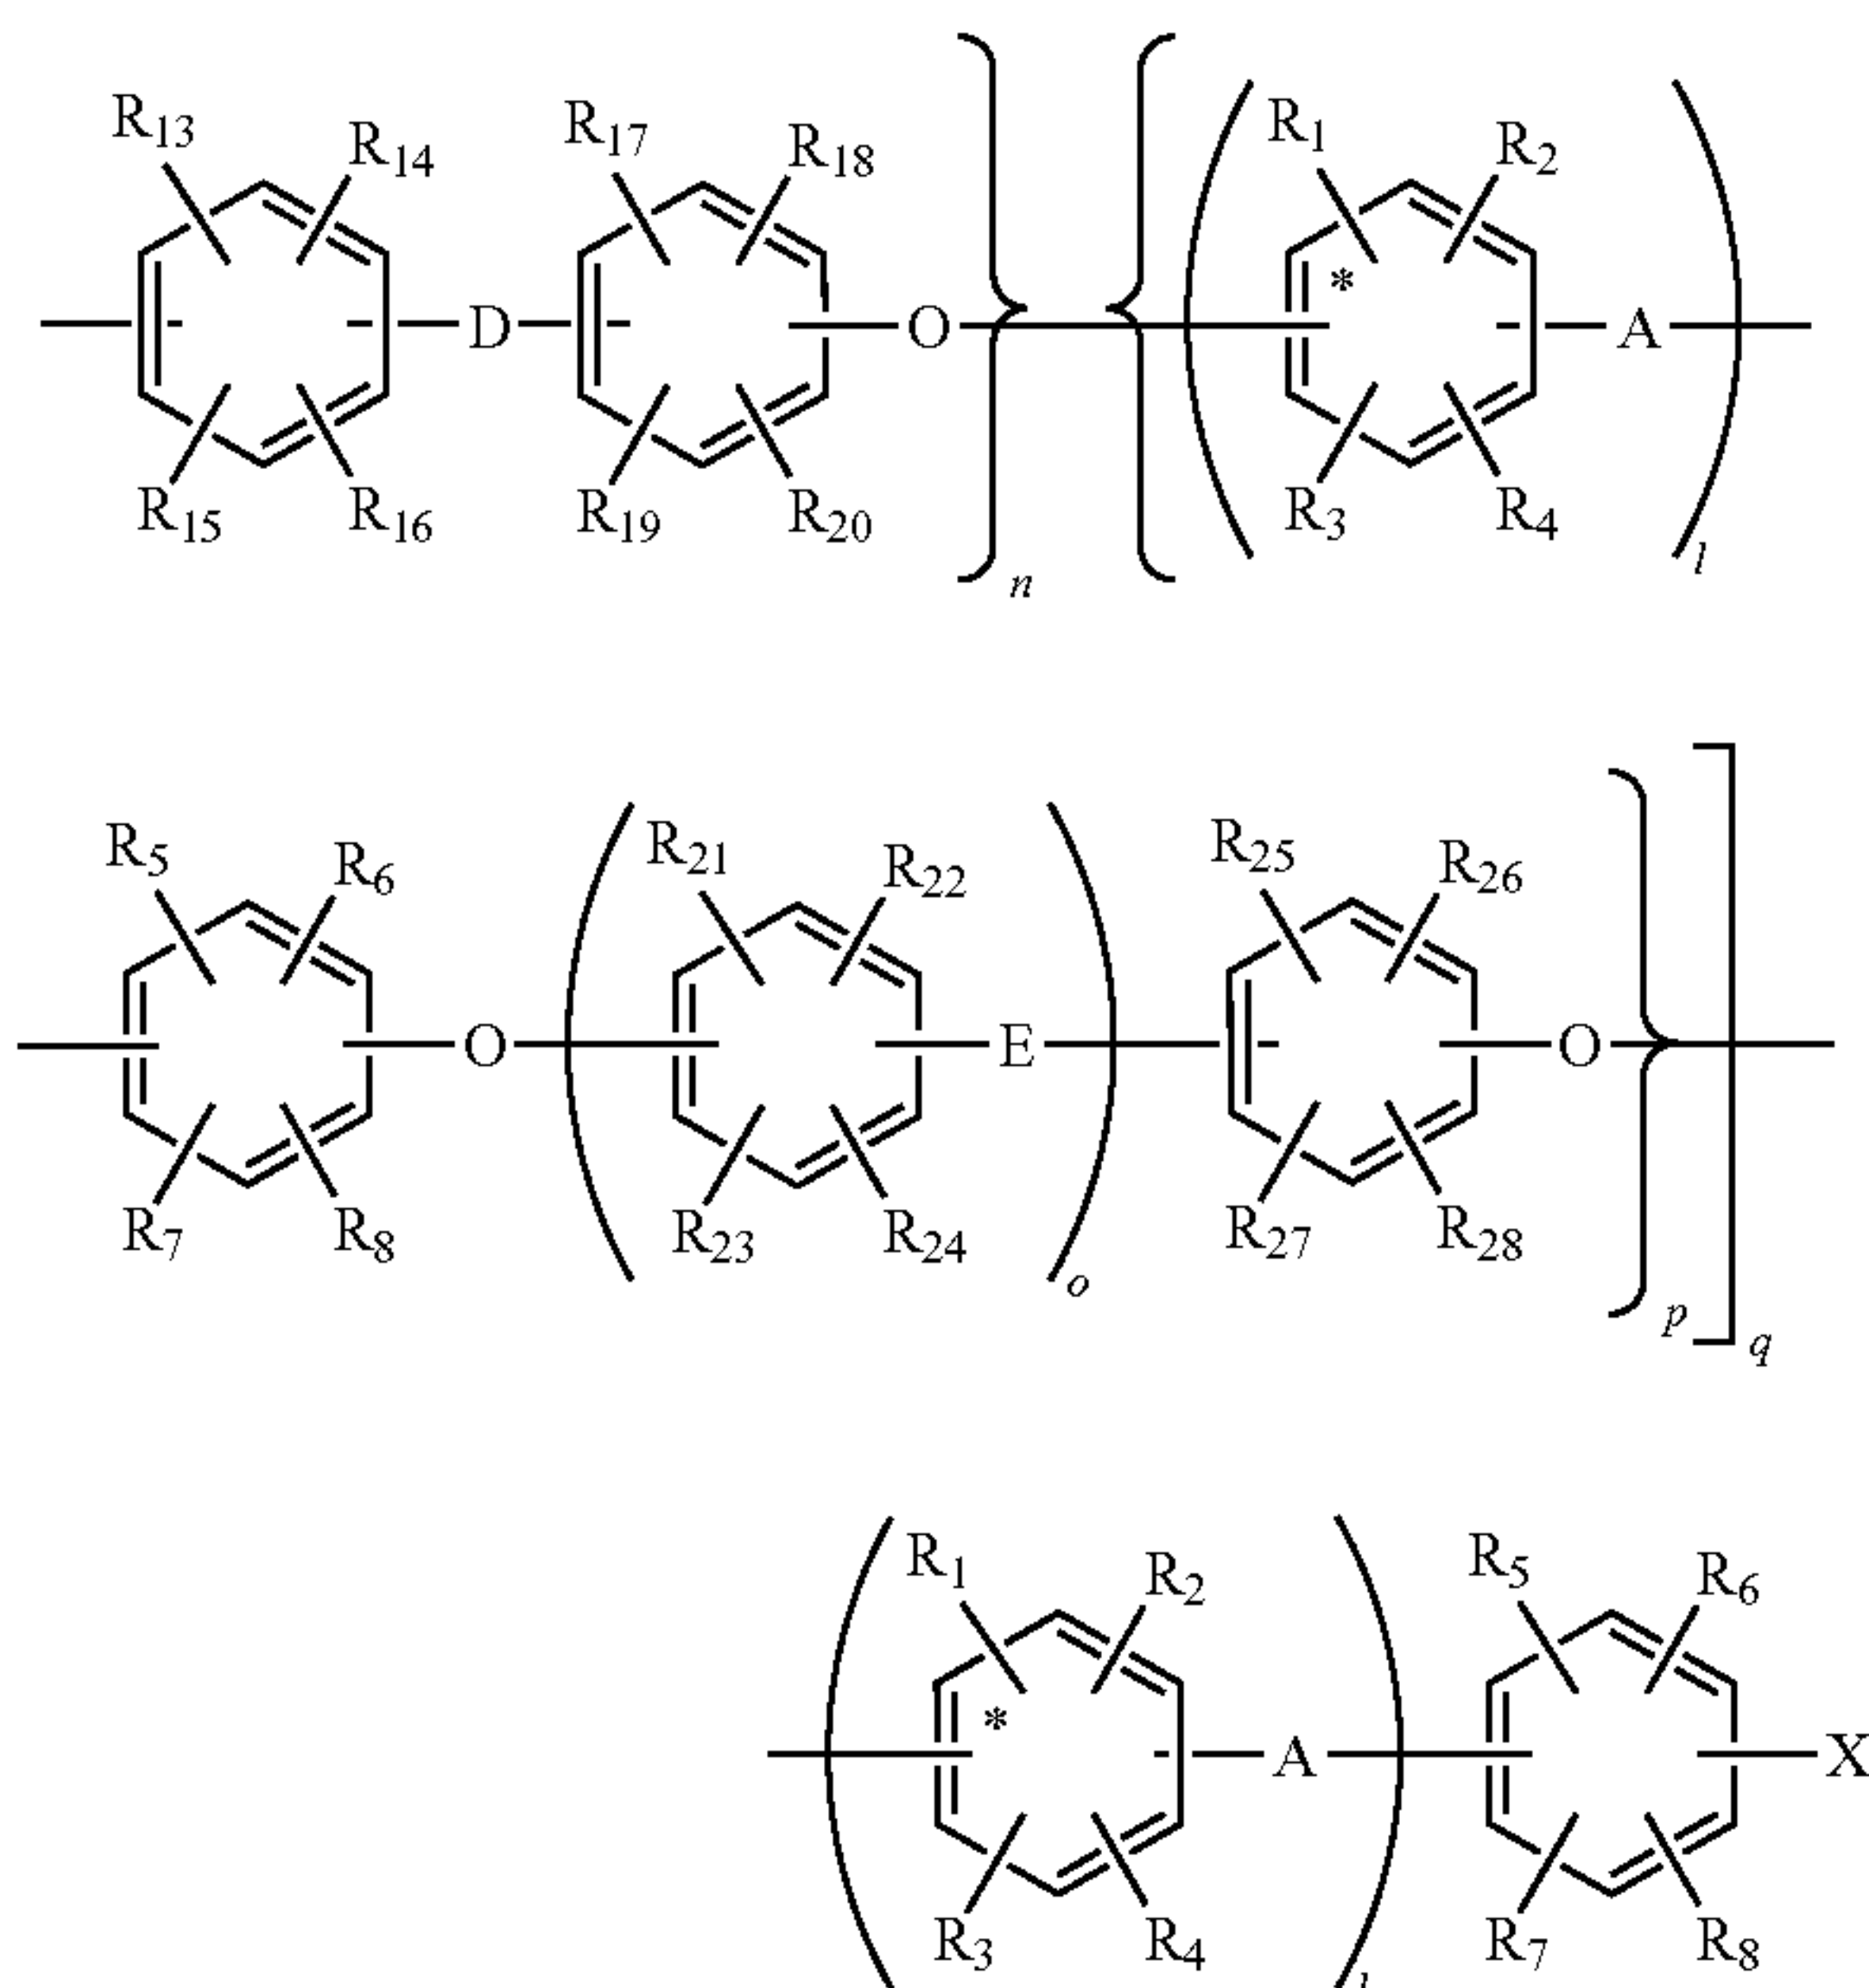 R13 R14 R17 R18 R1 R2
D O * A
R15 R16 R19 R20 R3 R4
n l
R5 R6 R21 R22 R25 R26
O E O
R7 R8 R23 R24 R27 R28
o p q
R1 R2 R5 R6
* A X
R3 R4 R7 R8